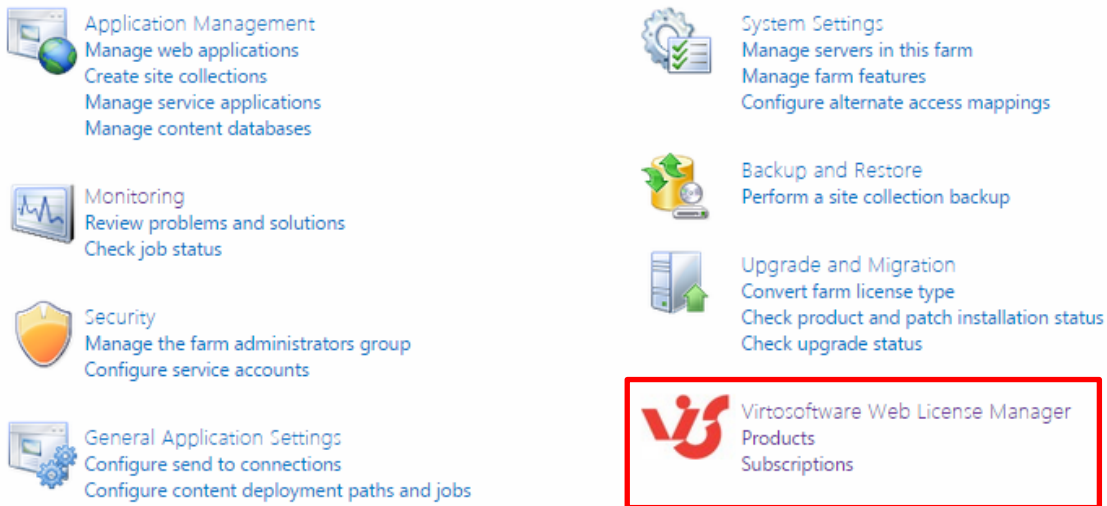 Application Management
Manage web applications
Create site collections
Manage service applications
Manage content databases
Monitoring
Review problems and solutions
Check job status
Security
Manage the farm administrators group
Configure service accounts
General Application Settings
Configure send to connections
Configure content deployment paths and jobs
System Settings
Manage servers in this farm
Manage farm features
Configure alternate access mappings
Backup and Restore
Perform a site collection backup
Upgrade and Migration
Convert farm license type
Check product and patch installation status
Check upgrade status
Virtosoftware Web License Manager
Products
Subscriptions